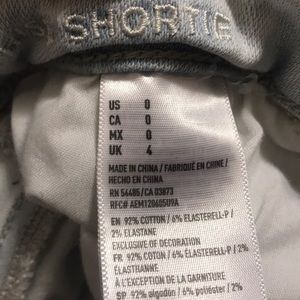 SHORTIE
US 0
CA 0
MX 0
UK 4
MADE IN CHINA / FABRIQUÉ EN CHINE /
HECHO EN CHINA
RN 54485/CA 03873
RFC# AEM120605U9A
EN 92% COTTON / 6% ELASTERELL-P /
2% ELASTANE
EXCLUSIVE OF DECORATION
FR 92% COTON / 6% ELASTERELL-P / 2%
ÉLASTHANNE
À L'EXCEPTION DE LA GARNITURE
SP 92% algodón / 6% poliéster / 2%